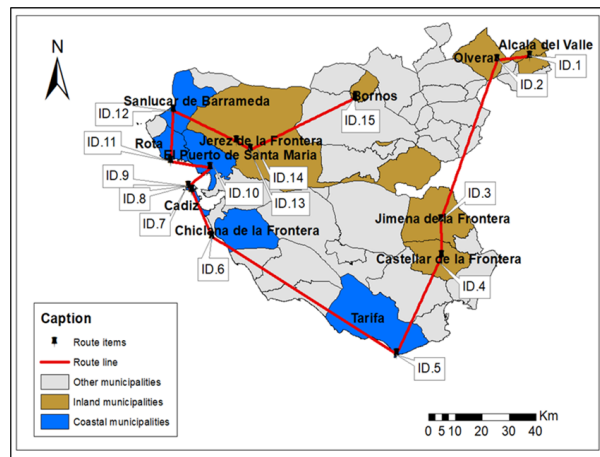 N
Alcala del Valle
Olvera
ID.1
ID.2
Sanlucar de Barrameda
Bornos
ID.12
ID.15
ID.11
Rota
Jerez de la Frontera
El Puerto de Santa Maria
ID.9
ID.8
ID.10
ID.14
ID.13
ID.3
Cadiz
ID.7
Jimena de la Frontera
Chiclana de la Frontera
ID.6
Castellar de la Frontera
ID.4
Caption
Route items
Route line
Other municipalities
Inland municipalities
Coastal municipalities
Tarifa
ID.5
Km
0 5 10 20 30 40